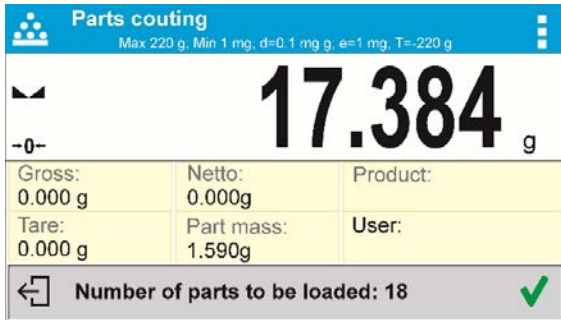 Parts couting
Max 220 g; Min 1 mg; d=0.1 mg g; e=1 mg, T=-220 g
17.384 g
→0←
Gross:
0.000 g
Netto:
0.000g
Product:
Tare:
0.000 g
Part mass:
1.590g
User:
Number of parts to be loaded: 18